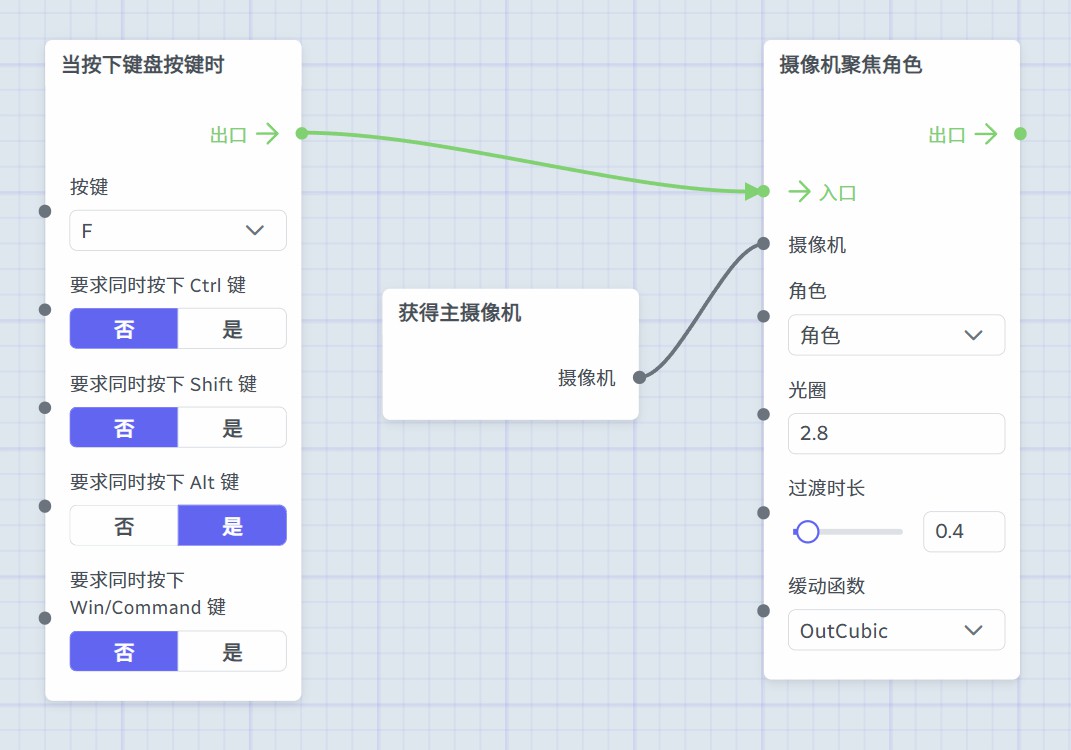 当按下键盘按键时
出口
按键
F
要求同时按下 Ctrl 键
否 是
要求同时按下 Shift 键
否 是
要求同时按下 Alt 键
否 是
要求同时按下
Win/Command 键
否 是
获得主摄像机
摄像机
摄像机聚焦角色
出口
入口
摄像机
角色
角色
光圈
2.8
过渡时长
0.4
缓动函数
OutCubic